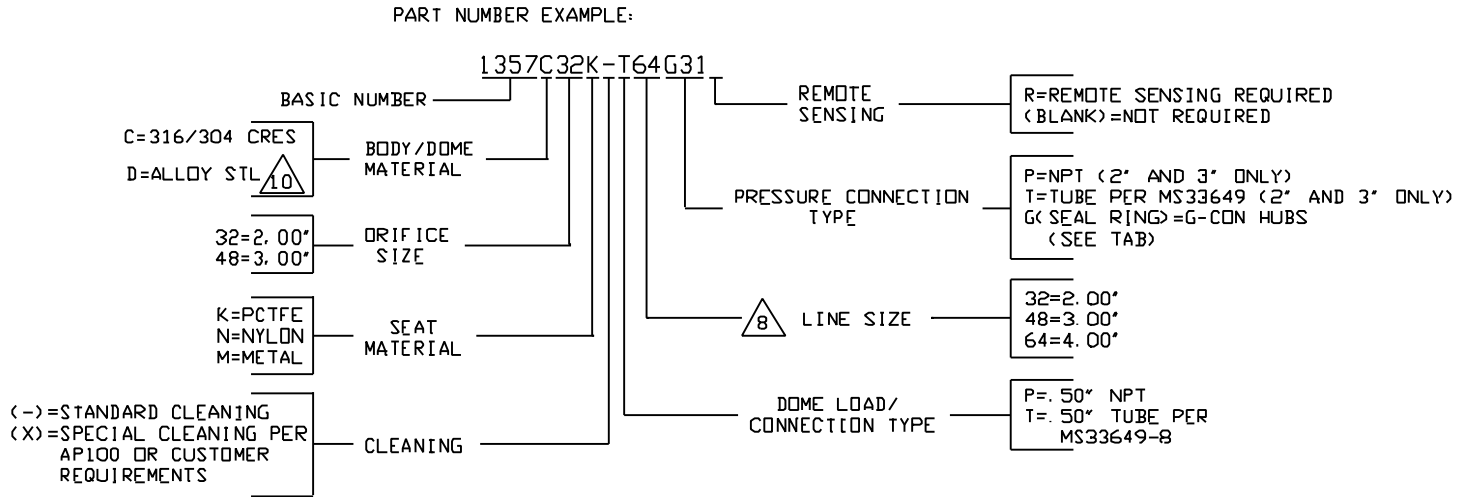 PART NUMBER EXAMPLE:
1357C32K-T64G31
BASIC NUMBER
C=316/304 CRES
D=ALLOY STL 10
BODY/DOME
MATERIAL
32=2, 00"
48=3, 00"
ORIFICE
SIZE
K=PCTFE
N=NYLON
M=METAL
SEAT
MATERIAL
(-)=STANDARD CLEANING
(X)=SPECIAL CLEANING PER
AP100 OR CUSTOMER
REQUIREMENTS
CLEANING
REMOTE
SENSING
R=REMOTE SENSING REQUIRED
(BLANK)=NOT REQUIRED
PRESSURE CONNECTION
TYPE
P=NPT (2" AND 3" ONLY)
T=TUBE PER MS33649 (2" AND 3" ONLY)
G(SEAL RING)=G-CON HUBS
(SEE TAB)
8 LINE SIZE
32=2. 00"
48=3. 00"
64=4. 00"
DOME LOAD/
CONNECTION TYPE
P=. 50" NPT
T=. 50" TUBE PER
MS33649-8